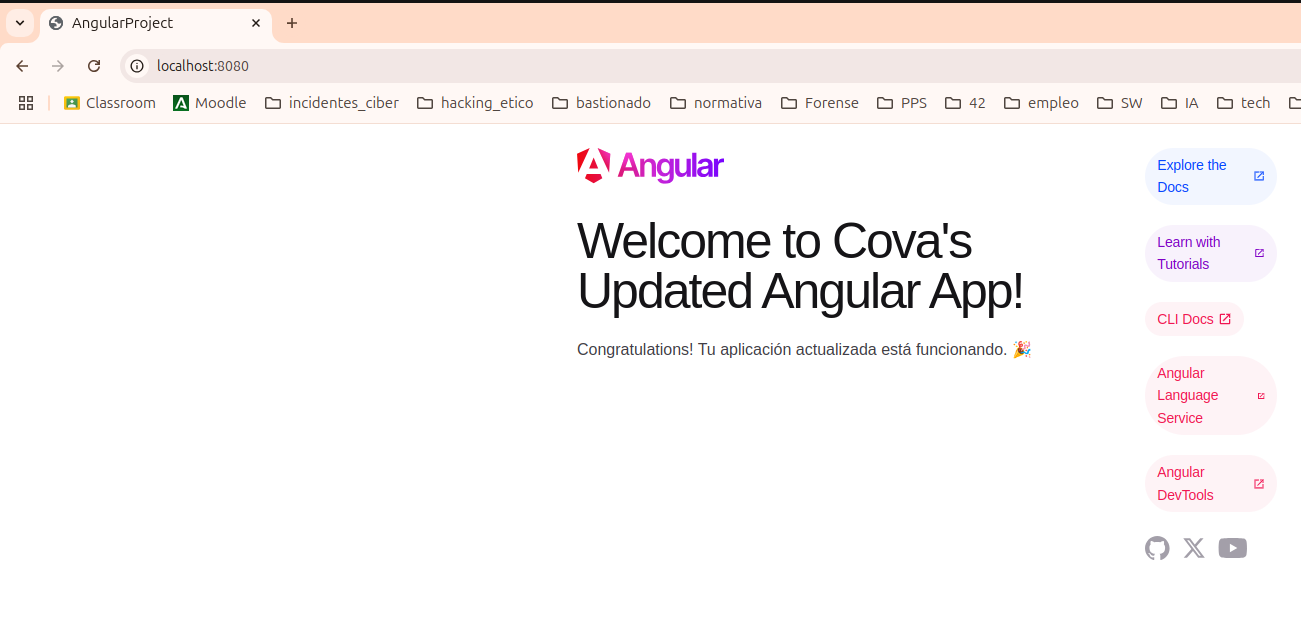 AngularProject
localhost:8080
Classroom Moodle incidentes_ciber hacking_etico bastionado normativa Forense PPS 42 empleo SW IA tech
Angular
Welcome to Cova's
Updated Angular App!
Congratulations! Tu aplicación actualizada está funcionando. 🎉
Explore the
Docs
Learn with
Tutorials
CLI Docs
Angular
Language
Service
Angular
DevTools